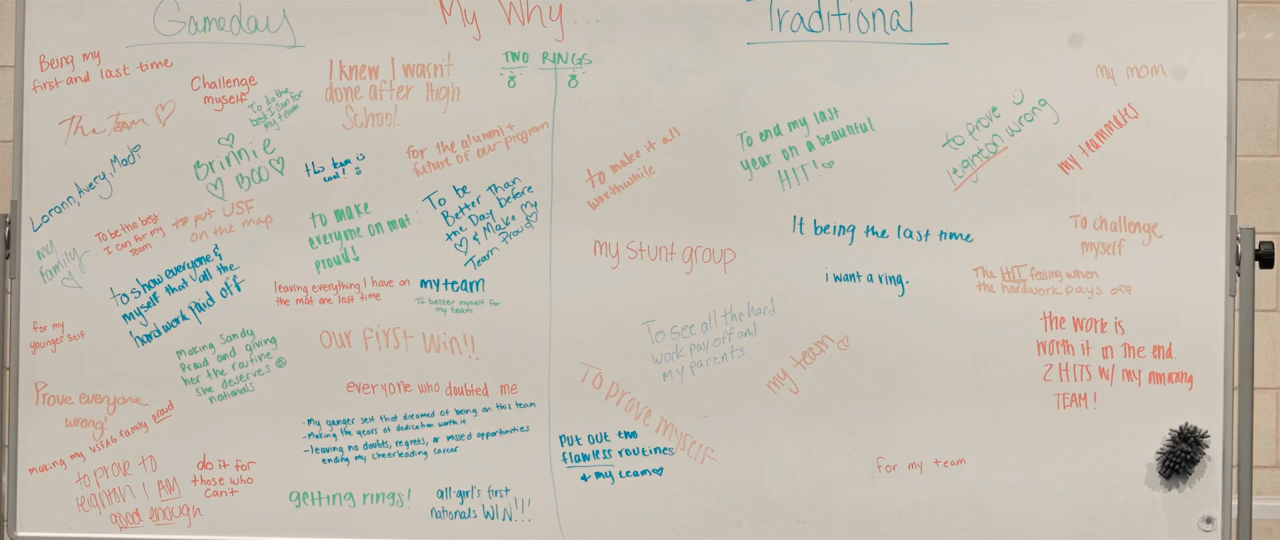 Gameday
My Why...
Traditional
TWO RINGS
Being my
first and last time
The team
Challenge
myself
To do the
best I can for
my team
I knew I wasn't
done after High
School.
Brinnie
BOO
Lorann, Avery, Madi
this team is
cool!
for the alumni +
future of our program
my
family
To be the best
I can for my
Team
to put USF
on the map
to make
everyone on mat
proud!
To be
Better Than
the Day before
& Make My
Team Proud
to show everyone &
myself that all the
hardwork paid off
leaving everything I have on
the mat one last time
my team
To better myself for
my team
for my
younger self
Making Sandy
Proud and giving
her the routine
she deserves @
nationals
our first win!!
Prove everyone
wrong!
everyone who doubted me
- My yonger self that dreamed of being on this team
- Making the years of dedication worth it
- leaving no doubts, regrets, or missed opportunities
ending my cheerleading career
making my USFAG family proud
to prove to
leighton I AM
good enough
do it for
those who
can't
getting rings!
all-girl's first
nationals WIN!!!
to make it all
worthwhile
To end my last
year on a beautiful
HIT!
to prove
leighton wrong
my mom
my teammates
my stunt group
It being the last time
To challenge
myself
i want a ring.
The HIT feeling when
the hardwork pays off
To see all the hard
work pay off and
my parents
my team
the work is
worth it in the end.
2 HITS w/ my amazing
TEAM!
To prove myself
Put out two
flawless routines
+ my team
for my team